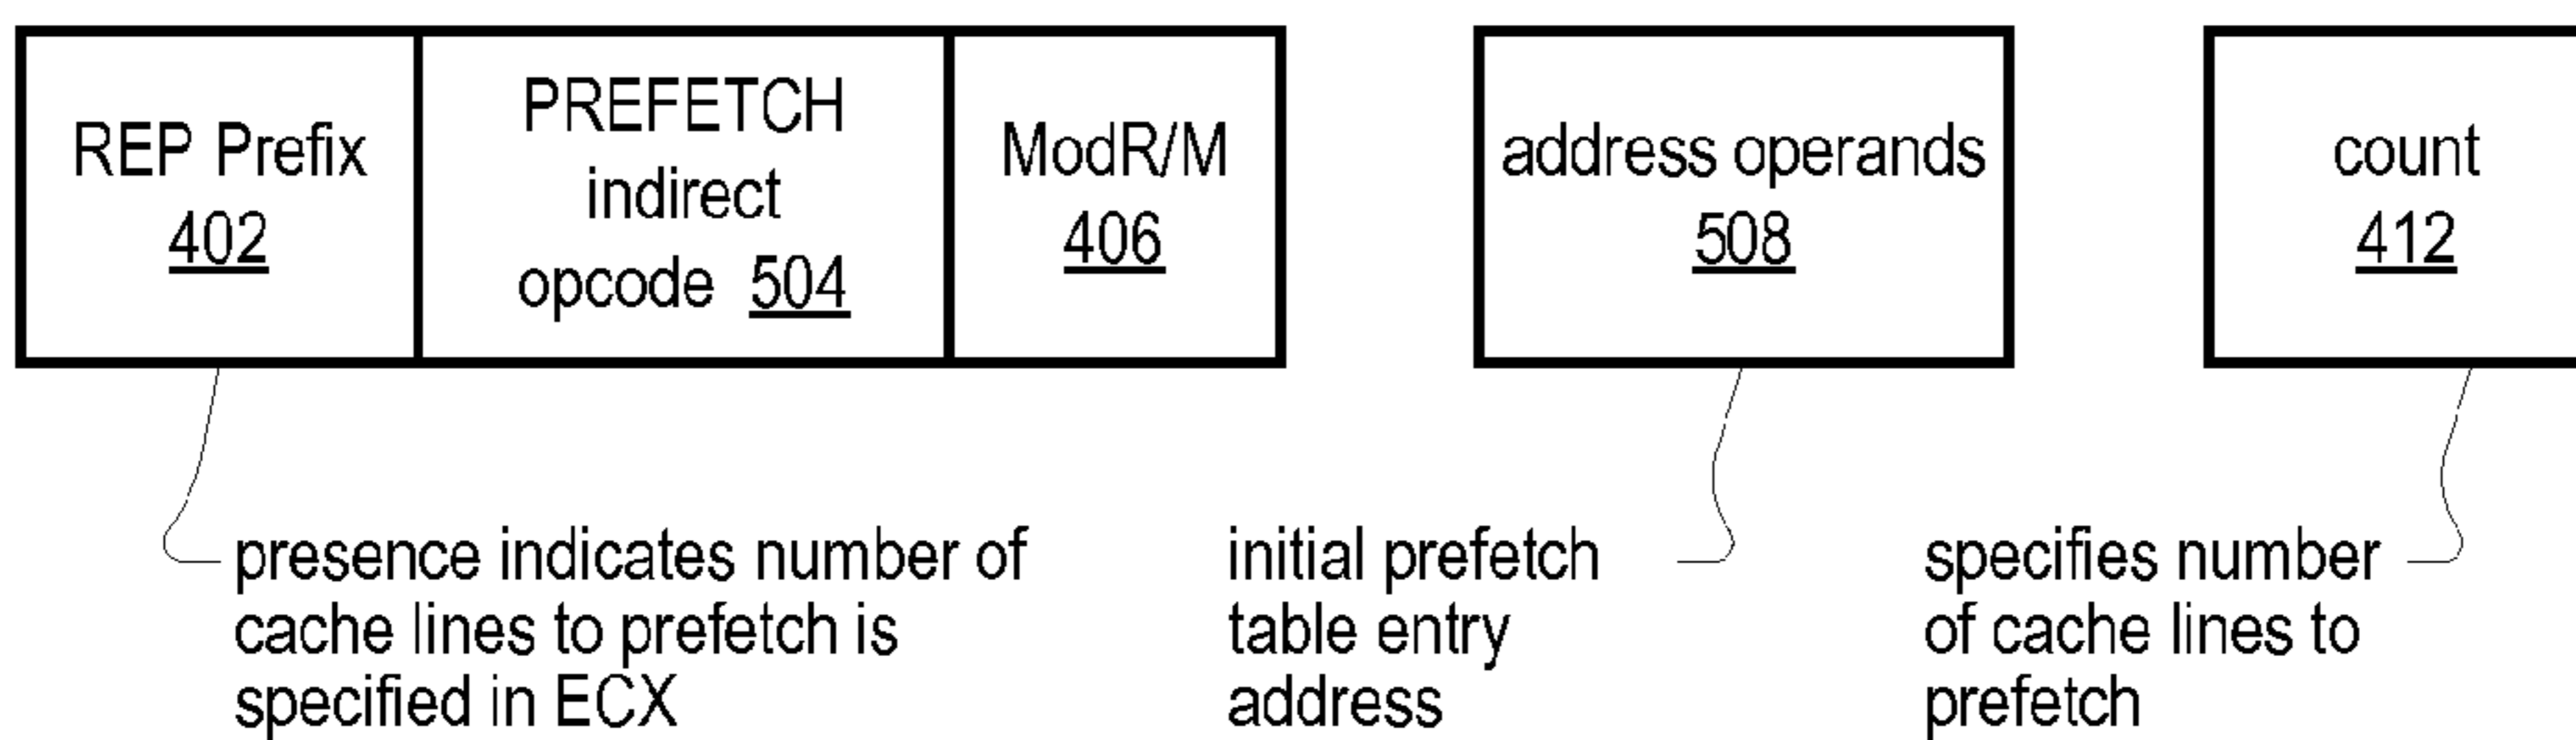 REP Prefix
402
PREFETCH
indirect
opcode 504
ModR/M
406
address operands
508
count
412
presence indicates number of
cache lines to prefetch is
specified in ECX
initial prefetch
table entry
address
specifies number
of cache lines to
prefetch